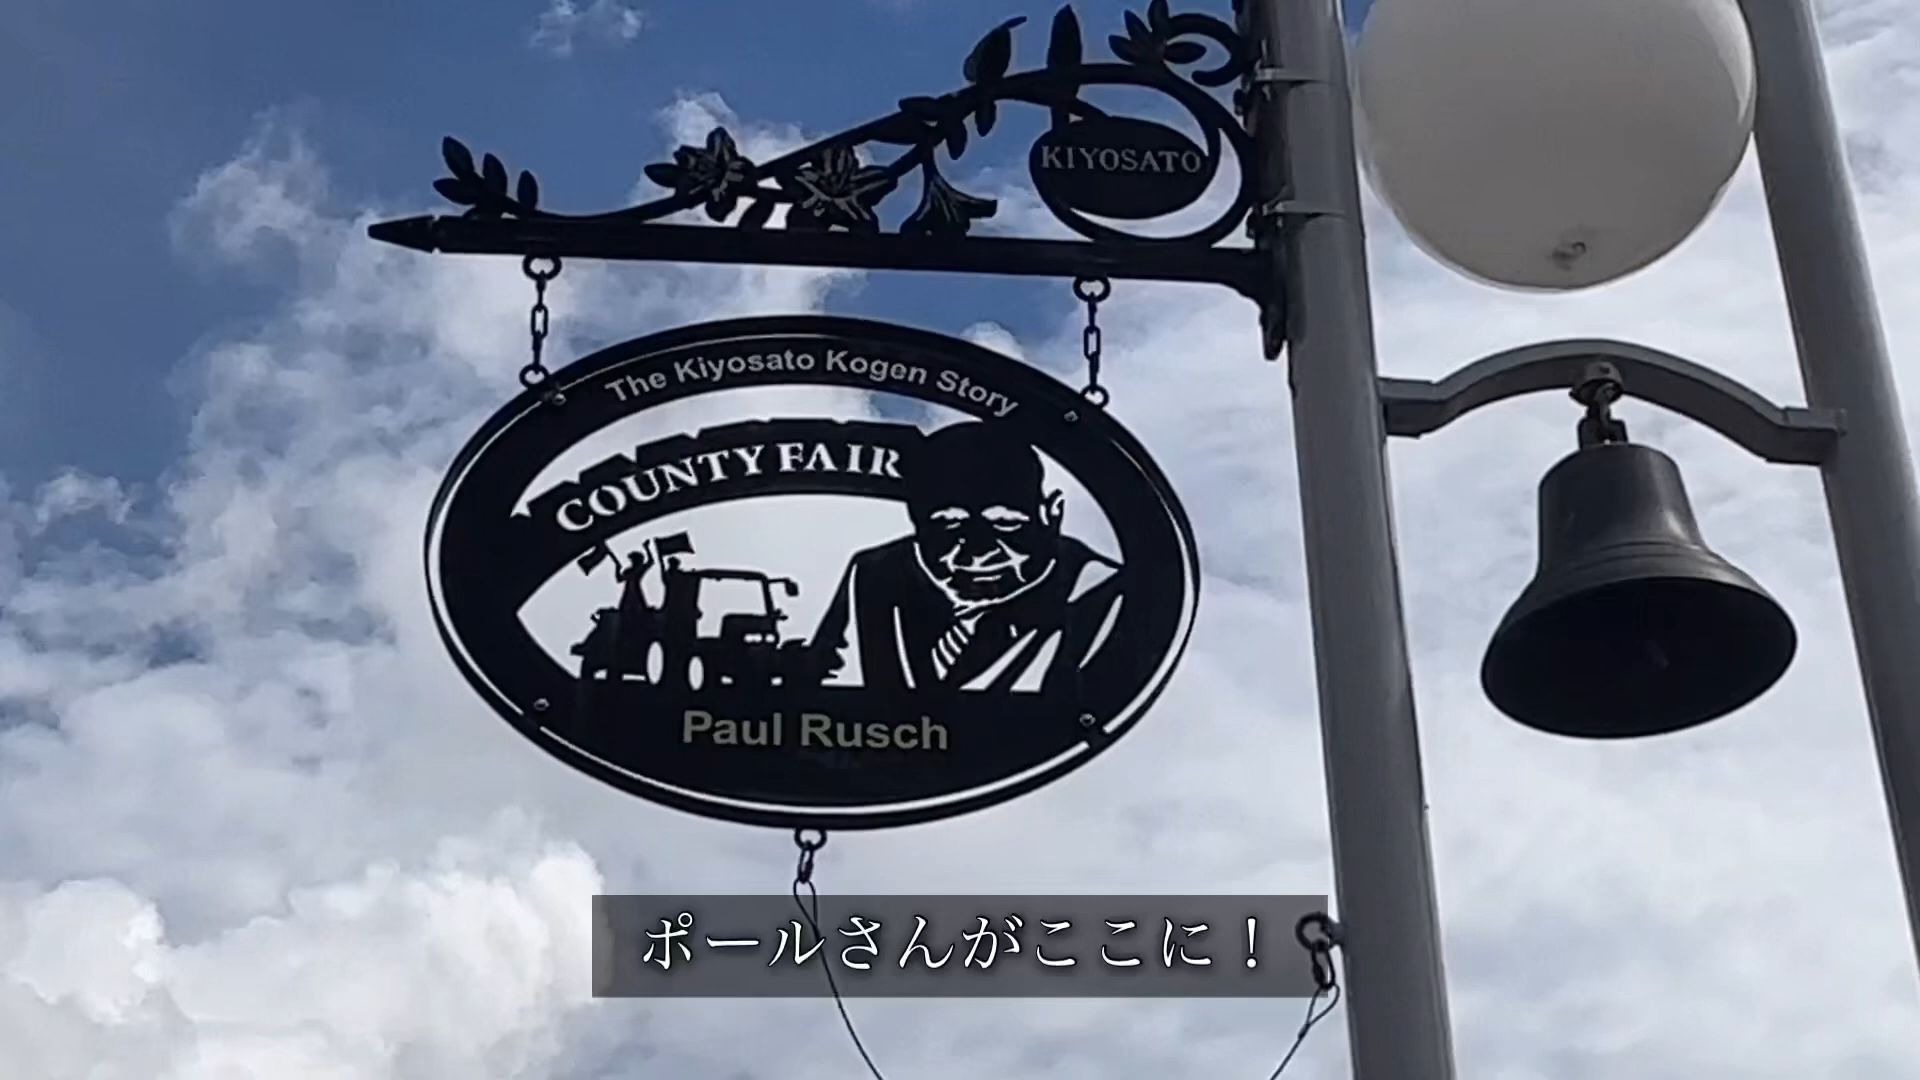 KIYOSATO
The Kiyosato Kogen Story
COUNTY FAIR
Paul Rusch
ポールさんがここに！